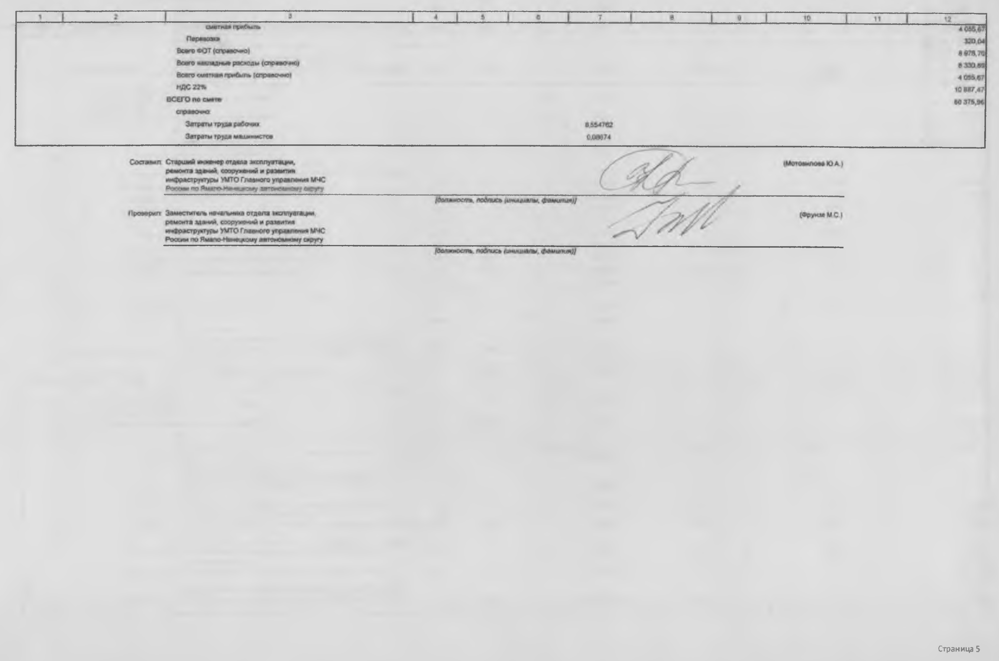 1 2 3 4 5 6 7 8 9 10 11 12
сметная прибыль 4 055,67
Перевозка 320,04
Всего ФОТ (справочно) 8 978,70
Всего накладные расходы (справочно) 8 330,89
Всего сметная прибыль (справочно) 4 055,67
НДС 22% 10 887,47
ВСЕГО по смете 60 375,96
справочно:
Затраты труда рабочих 8,554762
Затраты труда машинистов
Составил: Старший инженер отдела эксплуатации, (Мотовилова Ю.А.)
ремонта зданий, сооружений и развития
инфраструктуры УМТО Главного управления МЧС
России по Ямало-Ненецкому автономному округу
[должность, подпись (инициалы, фамилия)]
Проверил: Заместитель начальника отдела эксплуатации, (Фрунзе М.С.)
ремонта зданий, сооружений и развития
инфраструктуры УМТО Главного управления МЧС
России по Ямало-Ненецкому автономному округу
[должность, подпись (инициалы, фамилия)]
Страница 5